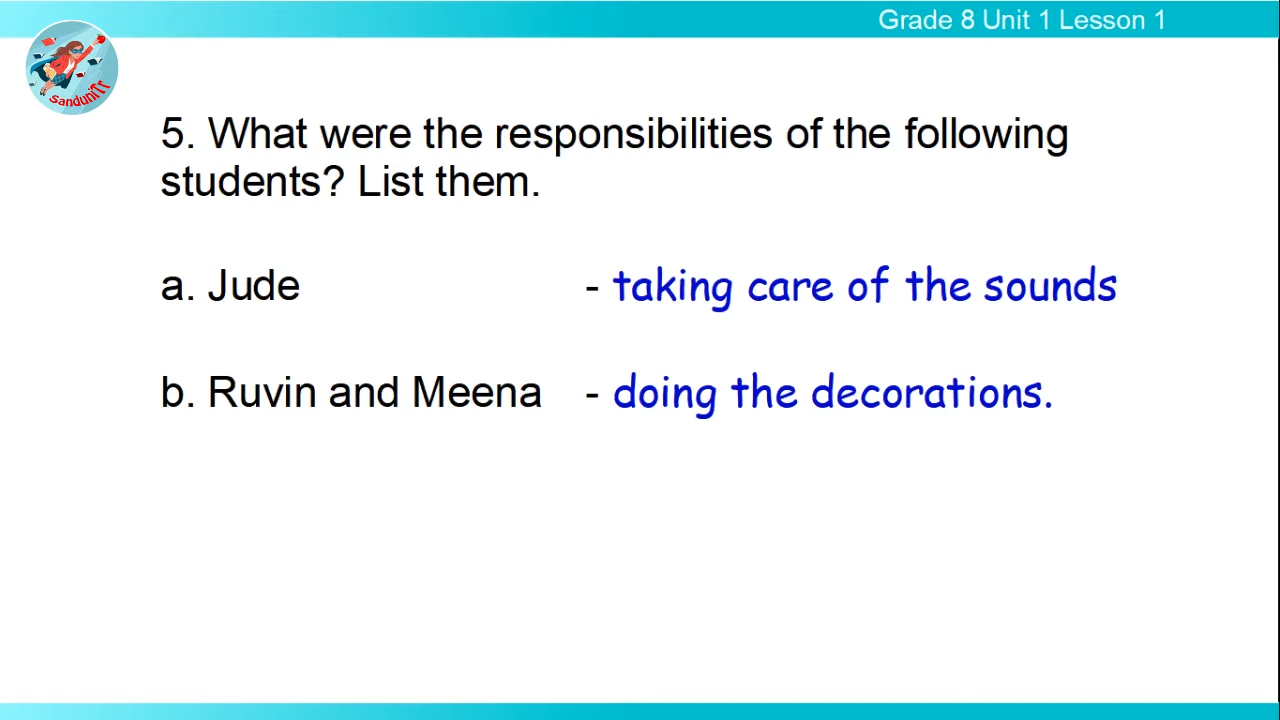 Grade 8 Unit 1 Lesson 1
SanduniTr
5. What were the responsibilities of the following
students? List them.
a. Jude - taking care of the sounds
b. Ruvin and Meena - doing the decorations.